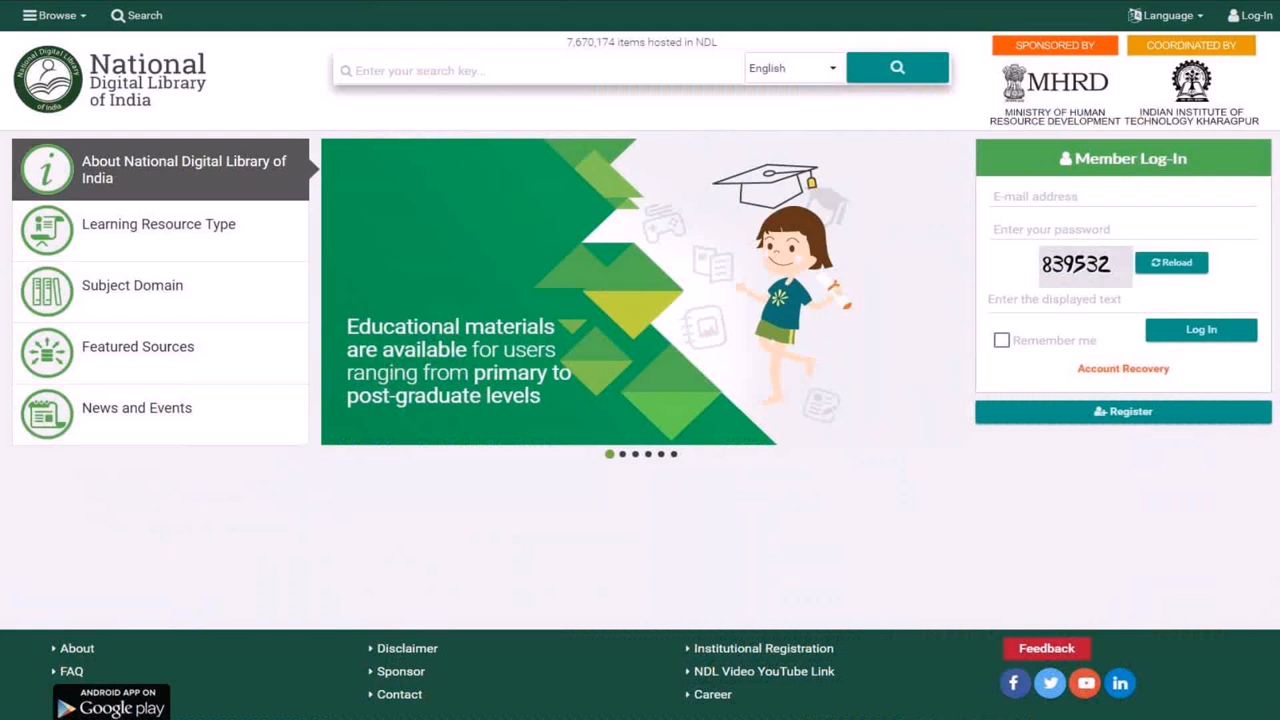 Browse
Search
Language
Log-In
National Digital Library of India
National
Digital Library
of India
7,670,174 items hosted in NDL
Enter your search key...
English
SPONSORED BY
COORDINATED BY
MHRD
MINISTRY OF HUMAN
RESOURCE DEVELOPMENT
INDIAN INSTITUTE OF
TECHNOLOGY KHARAGPUR
About National Digital Library of
India
Learning Resource Type
Subject Domain
Featured Sources
News and Events
Educational materials
are available for users
ranging from primary to
post-graduate levels
Member Log-In
E-mail address
Enter your password
839532
Reload
Enter the displayed text
Remember me
Log In
Account Recovery
Register
About
FAQ
ANDROID APP ON
Google play
Disclaimer
Sponsor
Contact
Institutional Registration
NDL Video YouTube Link
Career
Feedback